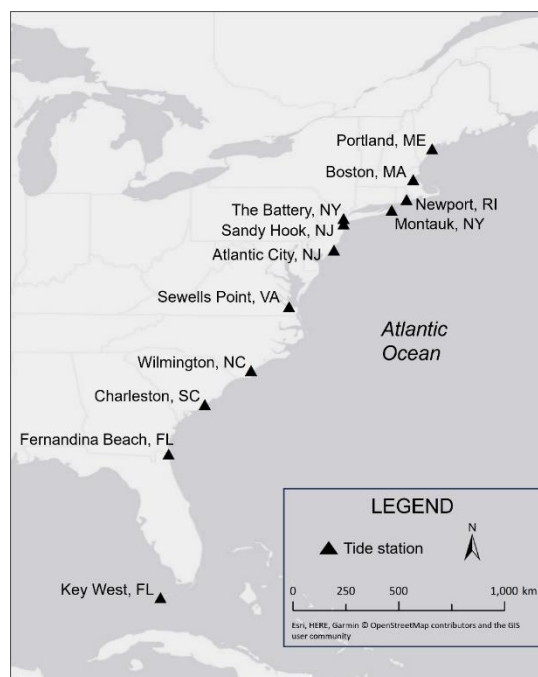 Portland, ME
Boston, MA
Newport, RI
The Battery, NY
Montauk, NY
Sandy Hook, NJ
Atlantic City, NJ
Sewells Point, VA
Atlantic
Ocean
Wilmington, NC
Charleston, SC
Fernandina Beach, FL
LEGEND
N
Tide station
Key West, FL
0 250 500 1,000 km
Esri, HERE, Garmin © OpenStreetMap contributors and the GIS
user community